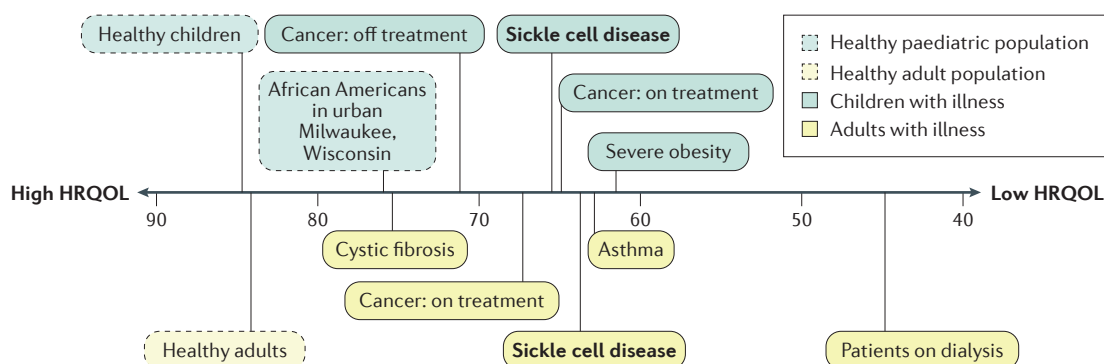 Healthy children
Cancer: off treatment
Sickle cell disease
African Americans
in urban
Milwaukee,
Wisconsin
Cancer: on treatment
Severe obesity
Healthy paediatric population
Healthy adult population
Children with illness
Adults with illness
High HRQOL
Low HRQOL
90
80
70
60
50
40
Cystic fibrosis
Asthma
Cancer: on treatment
Healthy adults
Sickle cell disease
Patients on dialysis